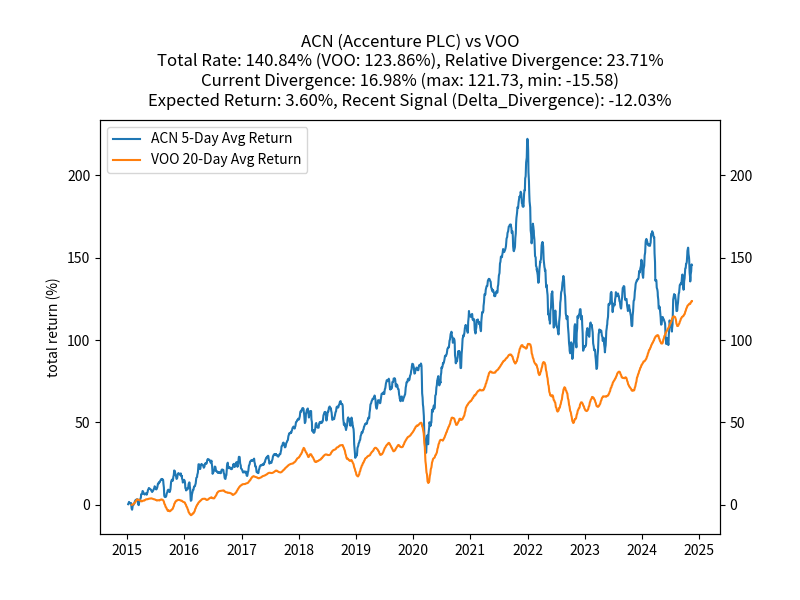 ACN (Accenture PLC) vs VOO
Total Rate: 140.84% (VOO: 123.86%), Relative Divergence: 23.71%
Current Divergence: 16.98% (max: 121.73, min: -15.58)
Expected Return: 3.60%, Recent Signal (Delta_Divergence): -12.03%
ACN 5-Day Avg Return
VOO 20-Day Avg Return
total return (%)
200
150
100
50
0
200
150
100
50
0
2015 2016 2017 2018 2019 2020 2021 2022 2023 2024 2025